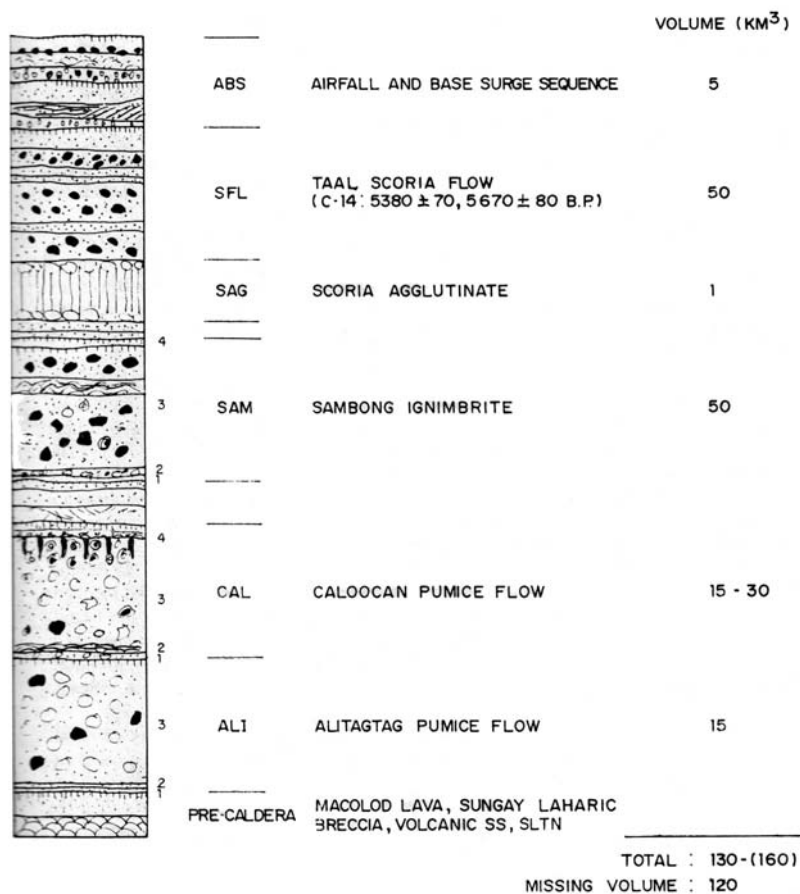 VOLUME (KM³)
ABS AIRFALL AND BASE SURGE SEQUENCE 5
SFL TAAL SCORIA FLOW 50
(C-14: 5380 ± 70, 5670 ± 80 B.P.)
SAG SCORIA AGGLUTINATE 1
4
3 SAM SAMBONG IGNIMBRITE 50
2
1
4
3 CAL CALOOCAN PUMICE FLOW 15 - 30
2
1
3 ALI ALITAGTAG PUMICE FLOW 15
2
1
PRE-CALDERA MACOLOD LAVA, SUNGAY LAHARIC
BRECCIA, VOLCANIC SS, SLTN
TOTAL : 130-(160)
MISSING VOLUME : 120